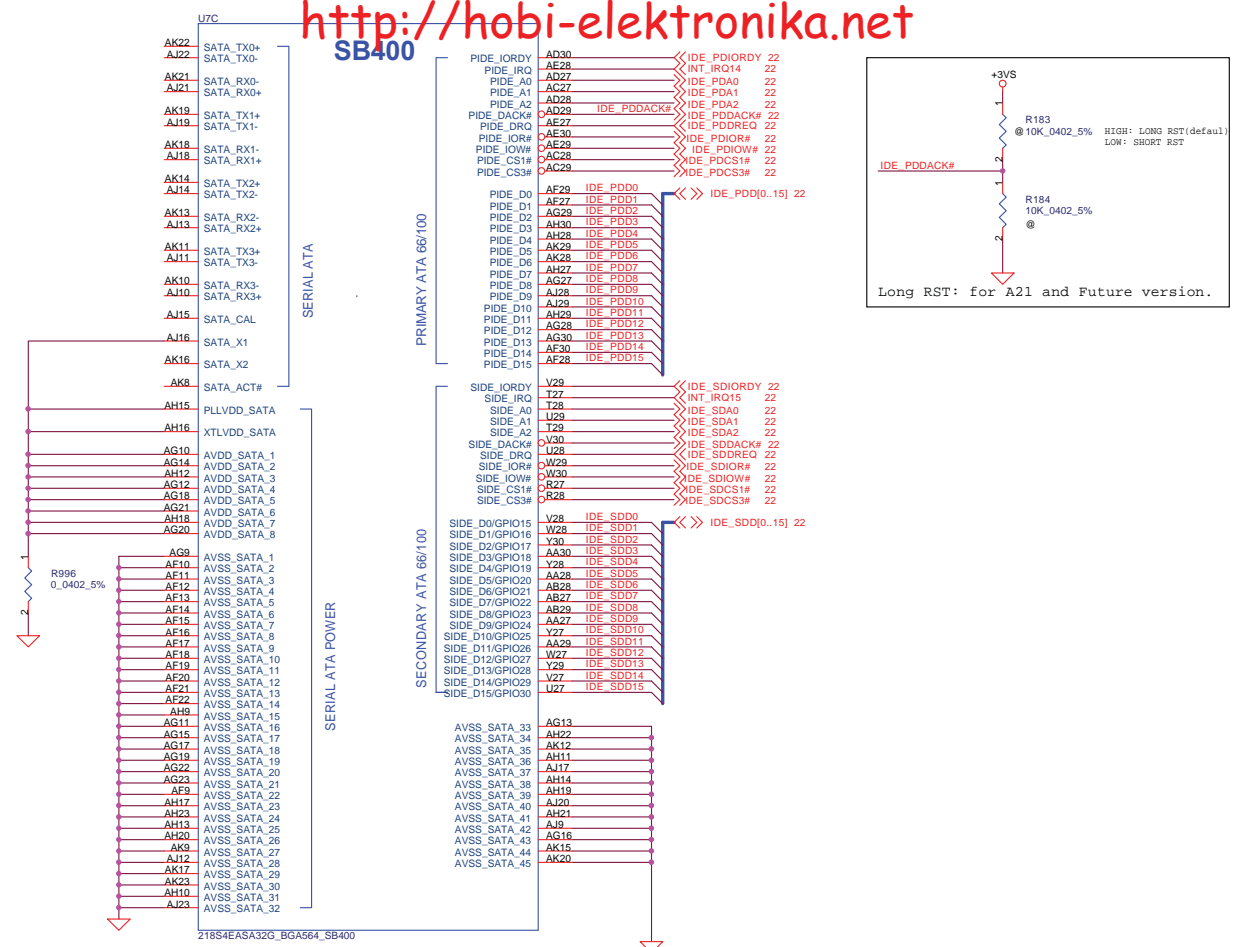 http://hobi-elektronika.net
U7C
SB400
AK22 SATA_TX0+
AJ22 SATA_TX0-
AK21 SATA_RX0-
AJ21 SATA_RX0+
AK19 SATA_TX1+
AJ19 SATA_TX1-
AK18 SATA_RX1-
AJ18 SATA_RX1+
AK14 SATA_TX2+
AJ14 SATA_TX2-
AK13 SATA_RX2-
AJ13 SATA_RX2+
AK11 SATA_TX3+
AJ11 SATA_TX3-
AK10 SATA_RX3-
AJ10 SATA_RX3+
AJ15 SATA_CAL
AJ16 SATA_X1
AK16 SATA_X2
AK8 SATA_ACT#
SERIAL ATA
AH15 PLLVDD_SATA
AH16 XTLVDD_SATA
AG10 AVDD_SATA_1
AG14 AVDD_SATA_2
AH12 AVDD_SATA_3
AG12 AVDD_SATA_4
AG18 AVDD_SATA_5
AG21 AVDD_SATA_6
AH18 AVDD_SATA_7
AG20 AVDD_SATA_8
AG9 AVSS_SATA_1
AF10 AVSS_SATA_2
AF11 AVSS_SATA_3
AF12 AVSS_SATA_4
AF13 AVSS_SATA_5
AF14 AVSS_SATA_6
AF15 AVSS_SATA_7
AF16 AVSS_SATA_8
AF17 AVSS_SATA_9
AF18 AVSS_SATA_10
AF19 AVSS_SATA_11
AF20 AVSS_SATA_12
AF21 AVSS_SATA_13
AF22 AVSS_SATA_14
AH9 AVSS_SATA_15
AG11 AVSS_SATA_16
AG15 AVSS_SATA_17
AG17 AVSS_SATA_18
AG19 AVSS_SATA_19
AG22 AVSS_SATA_20
AG23 AVSS_SATA_21
AF9 AVSS_SATA_22
AH17 AVSS_SATA_23
AH23 AVSS_SATA_24
AH13 AVSS_SATA_25
AH20 AVSS_SATA_26
AK9 AVSS_SATA_27
AJ12 AVSS_SATA_28
AK17 AVSS_SATA_29
AK23 AVSS_SATA_30
AH10 AVSS_SATA_31
AJ23 AVSS_SATA_32
SERIAL ATA POWER
1
R996
0_0402_5%
2
PIDE_IORDY AD30 IDE_PDIORDY 22
PIDE_IRQ AE28 INT_IRQ14 22
PIDE_A0 AD27 IDE_PDA0 22
PIDE_A1 AC27 IDE_PDA1 22
PIDE_A2 AD28 IDE_PDA2 22
PIDE_DACK# AD29 IDE_PDDACK# IDE_PDDACK# 22
PIDE_DRQ AE27 IDE_PDDREQ 22
PIDE_IOR# AE30 IDE_PDIOR# 22
PIDE_IOW# AE29 IDE_PDIOW# 22
PIDE_CS1# AC28 IDE_PDCS1# 22
PIDE_CS3# AC29 IDE_PDCS3# 22
PIDE_D0 AF29 IDE_PDD0 IDE_PDD[0..15] 22
PIDE_D1 AF27 IDE_PDD1
PIDE_D2 AG29 IDE_PDD2
PIDE_D3 AH30 IDE_PDD3
PIDE_D4 AH28 IDE_PDD4
PIDE_D5 AK29 IDE_PDD5
PIDE_D6 AK28 IDE_PDD6
PIDE_D7 AH27 IDE_PDD7
PIDE_D8 AG27 IDE_PDD8
PIDE_D9 AJ28 IDE_PDD9
PIDE_D10 AJ29 IDE_PDD10
PIDE_D11 AH29 IDE_PDD11
PIDE_D12 AG28 IDE_PDD12
PIDE_D13 AG30 IDE_PDD13
PIDE_D14 AF30 IDE_PDD14
PIDE_D15 AF28 IDE_PDD15
PRIMARY ATA 66/100
SIDE_IORDY V29 IDE_SDIORDY 22
SIDE_IRQ T27 INT_IRQ15 22
SIDE_A0 T28 IDE_SDA0 22
SIDE_A1 U29 IDE_SDA1 22
SIDE_A2 T29 IDE_SDA2 22
SIDE_DACK# V30 IDE_SDDACK# 22
SIDE_DRQ U28 IDE_SDDREQ 22
SIDE_IOR# W29 IDE_SDIOR# 22
SIDE_IOW# W30 IDE_SDIOW# 22
SIDE_CS1# R27 IDE_SDCS1# 22
SIDE_CS3# R28 IDE_SDCS3# 22
SIDE_D0/GPIO15 V28 IDE_SDD0 IDE_SDD[0..15] 22
SIDE_D1/GPIO16 W28 IDE_SDD1
SIDE_D2/GPIO17 Y30 IDE_SDD2
SIDE_D3/GPIO18 AA30 IDE_SDD3
SIDE_D4/GPIO19 Y28 IDE_SDD4
SIDE_D5/GPIO20 AA28 IDE_SDD5
SIDE_D6/GPIO21 AB28 IDE_SDD6
SIDE_D7/GPIO22 AB27 IDE_SDD7
SIDE_D8/GPIO23 AB29 IDE_SDD8
SIDE_D9/GPIO24 AA27 IDE_SDD9
SIDE_D10/GPIO25 Y27 IDE_SDD10
SIDE_D11/GPIO26 AA29 IDE_SDD11
SIDE_D12/GPIO27 W27 IDE_SDD12
SIDE_D13/GPIO28 Y29 IDE_SDD13
SIDE_D14/GPIO29 V27 IDE_SDD14
SIDE_D15/GPIO30 U27 IDE_SDD15
SECONDARY ATA 66/100
AVSS_SATA_33 AG13
AVSS_SATA_34 AH22
AVSS_SATA_35 AK12
AVSS_SATA_36 AH11
AVSS_SATA_37 AJ17
AVSS_SATA_38 AH14
AVSS_SATA_39 AH19
AVSS_SATA_40 AJ20
AVSS_SATA_41 AH21
AVSS_SATA_42 AJ9
AVSS_SATA_43 AG16
AVSS_SATA_44 AK15
AVSS_SATA_45 AK20
218S4EASA32G_BGA564_SB400
+3VS
1
R183
@ 10K_0402_5%
HIGH: LONG RST(defaul)
LOW: SHORT RST
2
IDE_PDDACK#
1
R184
10K_0402_5%
@
2
Long RST: for A21 and Future version.